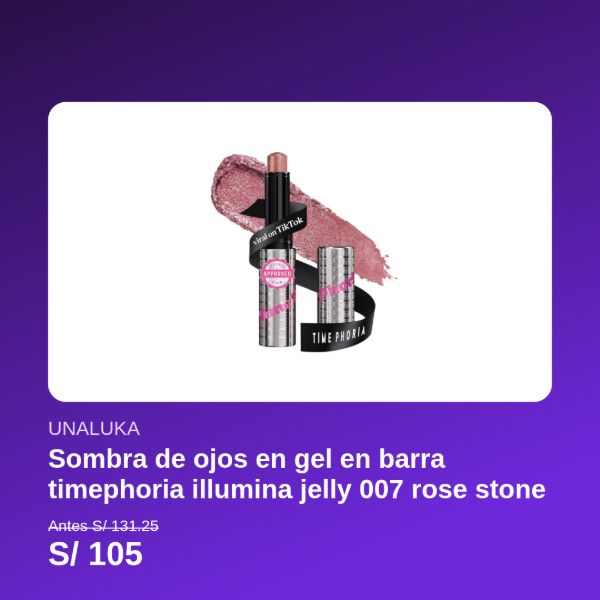 Viral on TikTok
APPROVED
TIMEPHORIA
UNALUKA
Sombra de ojos en gel en barra
timephoria illumina jelly 007 rose stone
Antes S/ 131.25
S/ 105